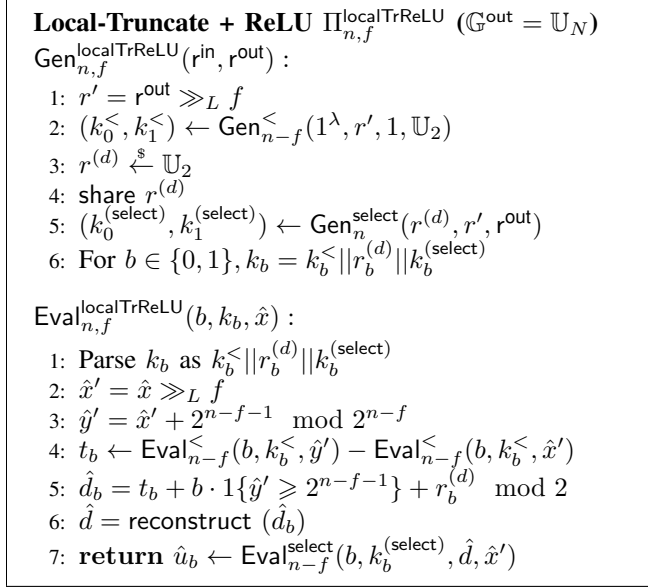 Local-Truncate + ReLU Π^{localTrReLU}_{n,f} (𝔾^{out} = 𝕌_N)
Gen^{localTrReLU}_{n,f}(r^{in}, r^{out}) :
1: r′ = r^{out} ≫_L f
2: (k_0^<, k_1^<) ← Gen^<_{n−f}(1^λ, r′, 1, 𝕌_2)
3: r^{(d)} ←^$ 𝕌_2
4: share r^{(d)}
5: (k_0^{(select)}, k_1^{(select)}) ← Gen^{select}_n(r^{(d)}, r′, r^{out})
6: For b ∈ {0, 1}, k_b = k_b^<||r_b^{(d)}||k_b^{(select)}
Eval^{localTrReLU}_{n,f}(b, k_b, x̂) :
1: Parse k_b as k_b^<||r_b^{(d)}||k_b^{(select)}
2: x̂′ = x̂ ≫_L f
3: ŷ′ = x̂′ + 2^{n−f−1} mod 2^{n−f}
4: t_b ← Eval^<_{n−f}(b, k_b^<, ŷ′) − Eval^<_{n−f}(b, k_b^<, x̂′)
5: d̂_b = t_b + b · 1{ŷ′ ⩾ 2^{n−f−1}} + r_b^{(d)} mod 2
6: d̂ = reconstruct (d̂_b)
7: return û_b ← Eval^{select}_{n−f}(b, k_b^{(select)}, d̂, x̂′)